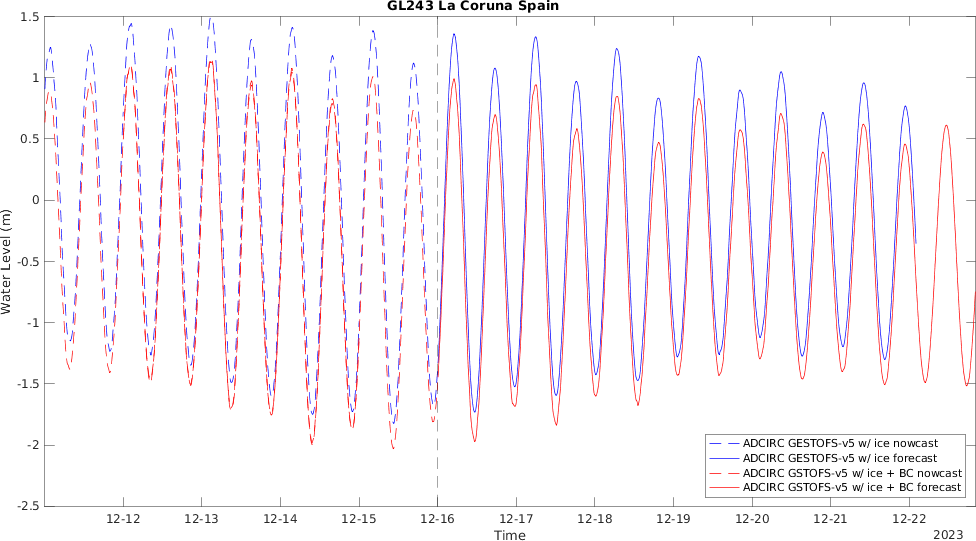 GL243 La Coruna Spain
1.5
1
0.5
0
-0.5
-1
-1.5
-2
-2.5
Water Level (m)
ADCIRC GESTOFS-v5 w/ ice nowcast
ADCIRC GESTOFS-v5 w/ ice forecast
ADCIRC GSTOFS-v5 w/ ice + BC nowcast
ADCIRC GSTOFS-v5 w/ ice + BC forecast
12-12 12-13 12-14 12-15 12-16 12-17 12-18 12-19 12-20 12-21 12-22
Time
2023